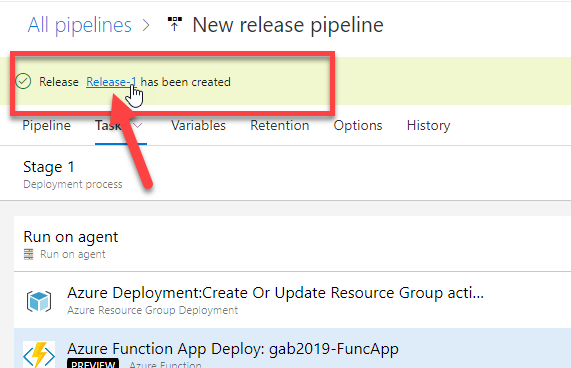 All pipelines > New release pipeline
Release Release-1 has been created
Pipeline Tas Variables Retention Options History
Stage 1
Deployment process
Run on agent
Run on agent
Azure Deployment:Create Or Update Resource Group acti...
Azure Resource Group Deployment
Azure Function App Deploy: gab2019-FuncApp
PREVIEW Azure Function